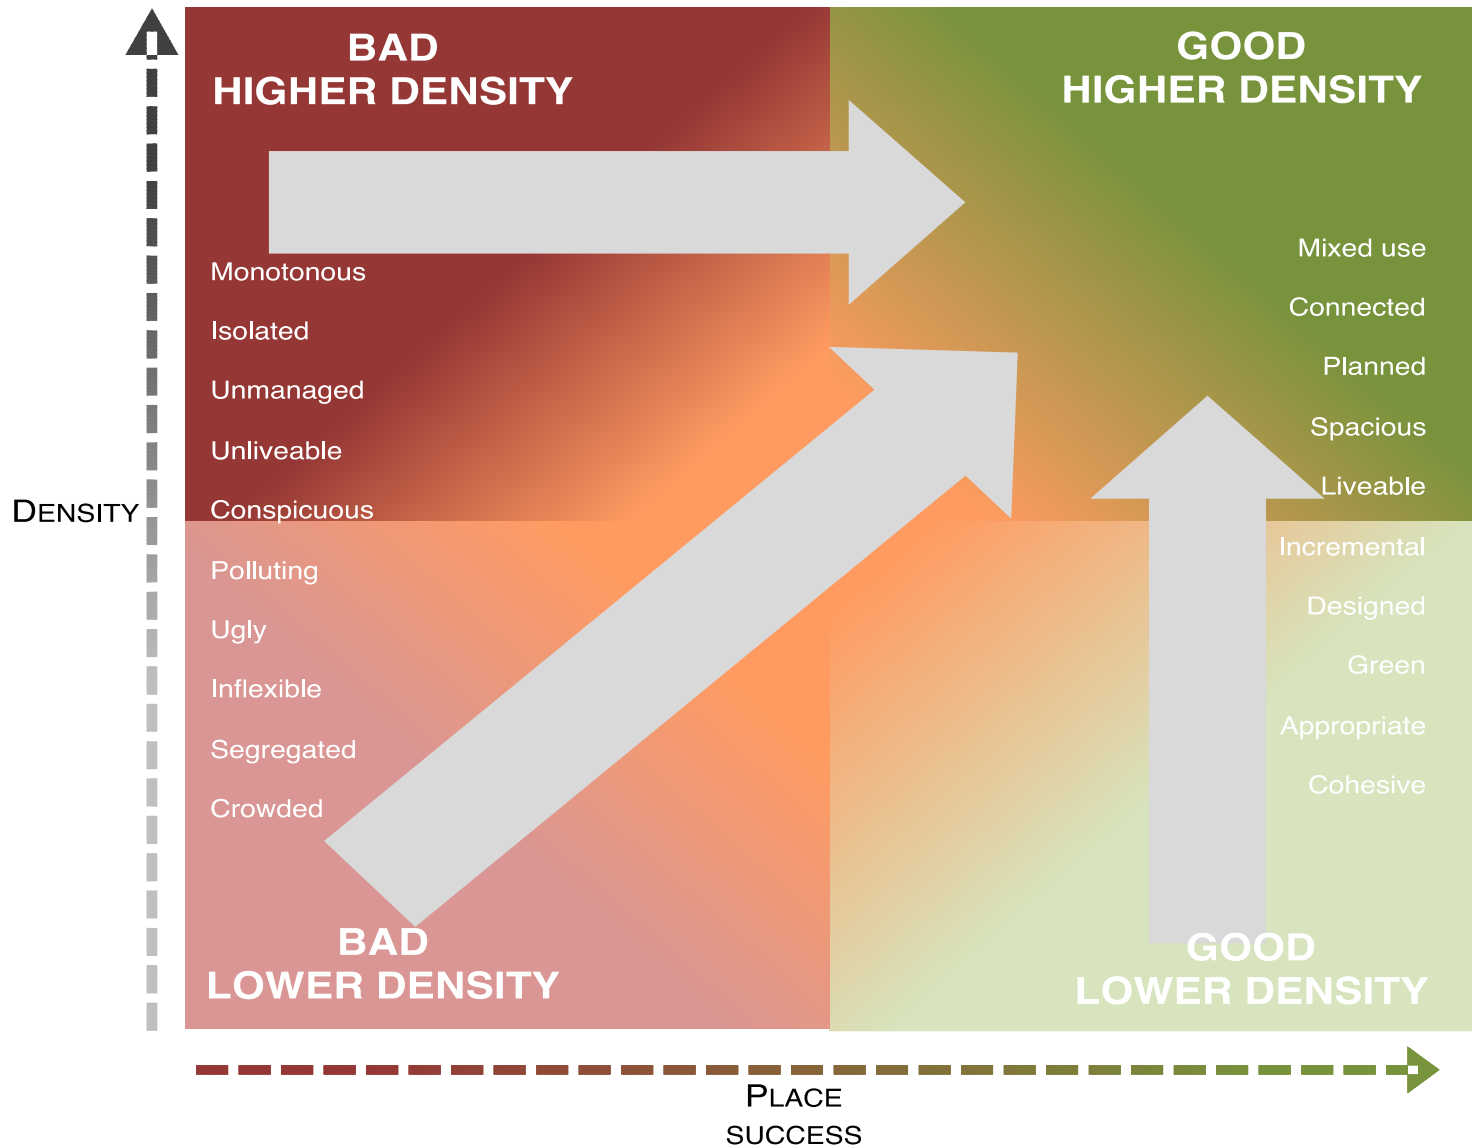 BAD
HIGHER DENSITY
GOOD
HIGHER DENSITY
Monotonous
Isolated
Unmanaged
Unliveable
Conspicuous
Polluting
Ugly
Inflexible
Segregated
Crowded
Mixed use
Connected
Planned
Spacious
Liveable
Incremental
Designed
Green
Appropriate
Cohesive
DENSITY
BAD
LOWER DENSITY
GOOD
LOWER DENSITY
PLACE
SUCCESS